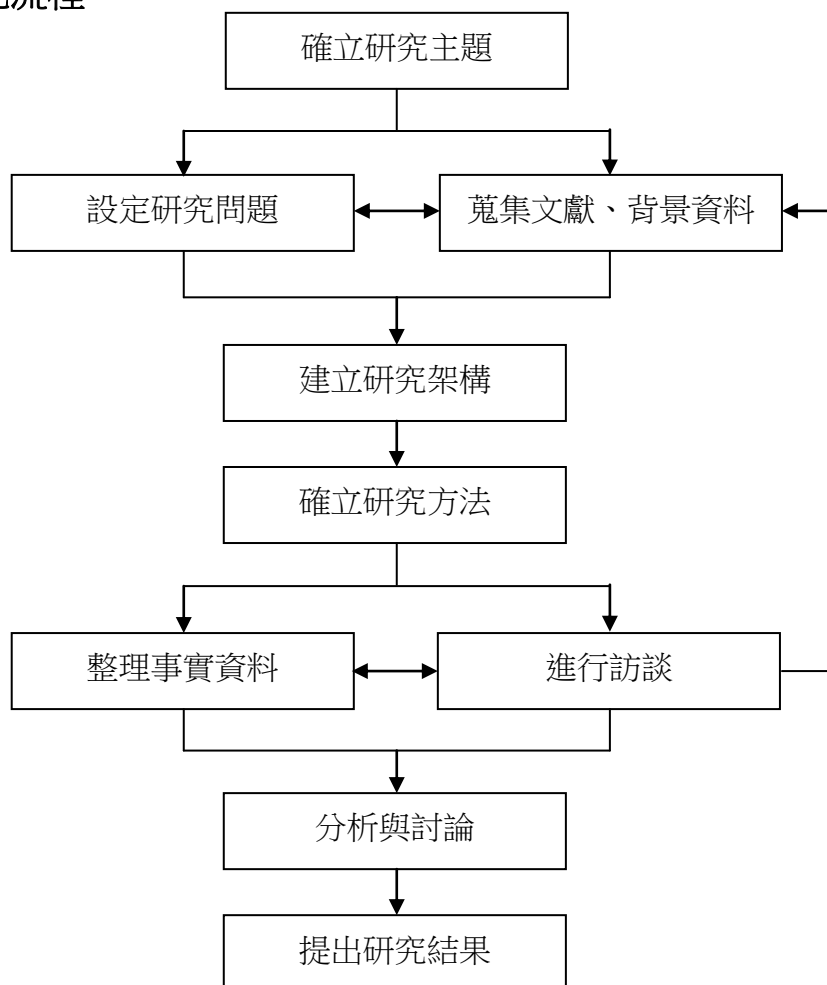 流程
確立研究主題
設定研究問題
蒐集文獻、背景資料
建立研究架構
確立研究方法
整理事實資料
進行訪談
分析與討論
提出研究結果